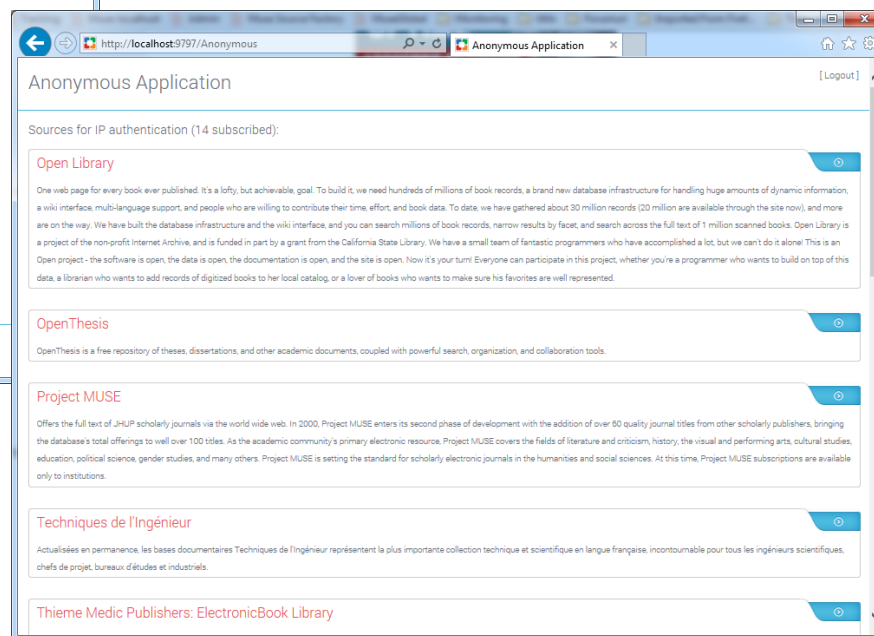 http://localhost:9797/Anonymous
Anonymous Application
Anonymous Application
[ Logout ]
Sources for IP authentication (14 subscribed):
Open Library
One web page for every book ever published. It's a lofty, but achievable, goal. To build it, we need hundreds of millions of book records, a brand new database infrastructure for handling huge amounts of dynamic information,
a wiki interface, multi-language support, and people who are willing to contribute their time, effort, and book data. To date, we have gathered about 30 million records (20 million are available through the site now), and more
are on the way. We have built the database infrastructure and the wiki interface, and you can search millions of book records, narrow results by facet, and search across the full text of 1 million scanned books. Open Library is
a project of the non-profit Internet Archive, and is funded in part by a grant from the California State Library. We have a small team of fantastic programmers who have accomplished a lot, but we can't do it alone! This is an
Open project - the software is open, the data is open, the documentation is open, and the site is open. Now it's your turn! Everyone can participate in this project, whether you're a programmer who wants to build on top of this
data, a librarian who wants to add records of digitized books to her local catalog, or a lover of books who wants to make sure his favorites are well represented.
OpenThesis
OpenThesis is a free repository of theses, dissertations, and other academic documents, coupled with powerful search, organization, and collaboration tools.
Project MUSE
Offers the full text of JHUP scholarly journals via the world wide web. In 2000, Project MUSE enters its second phase of development with the addition of over 60 quality journal titles from other scholarly publishers, bringing
the database's total offerings to well over 100 titles. As the academic community's primary electronic resource, Project MUSE covers the fields of literature and criticism, history, the visual and performing arts, cultural studies,
education, political science, gender studies, and many others. Project MUSE is setting the standard for scholarly electronic journals in the humanities and social sciences. At this time, Project MUSE subscriptions are available
only to institutions.
Techniques de l'Ingénieur
Actualisées en permanence, les bases documentaires Techniques de l'Ingénieur représentent la plus importante collection technique et scientifique en langue française, incontournable pour tous les ingénieurs scientifiques,
chefs de projet, bureaux d'études et industriels.
Thieme Medic Publishers: ElectronicBook Library